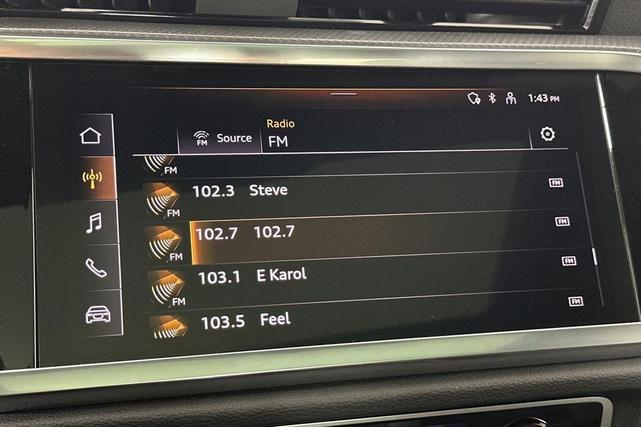 1:43 PM
Radio
FM Source
FM
FM
102.3 Steve FM
FM
102.7 102.7 FM
FM
103.1 E Karol FM
FM
103.5 Feel FM